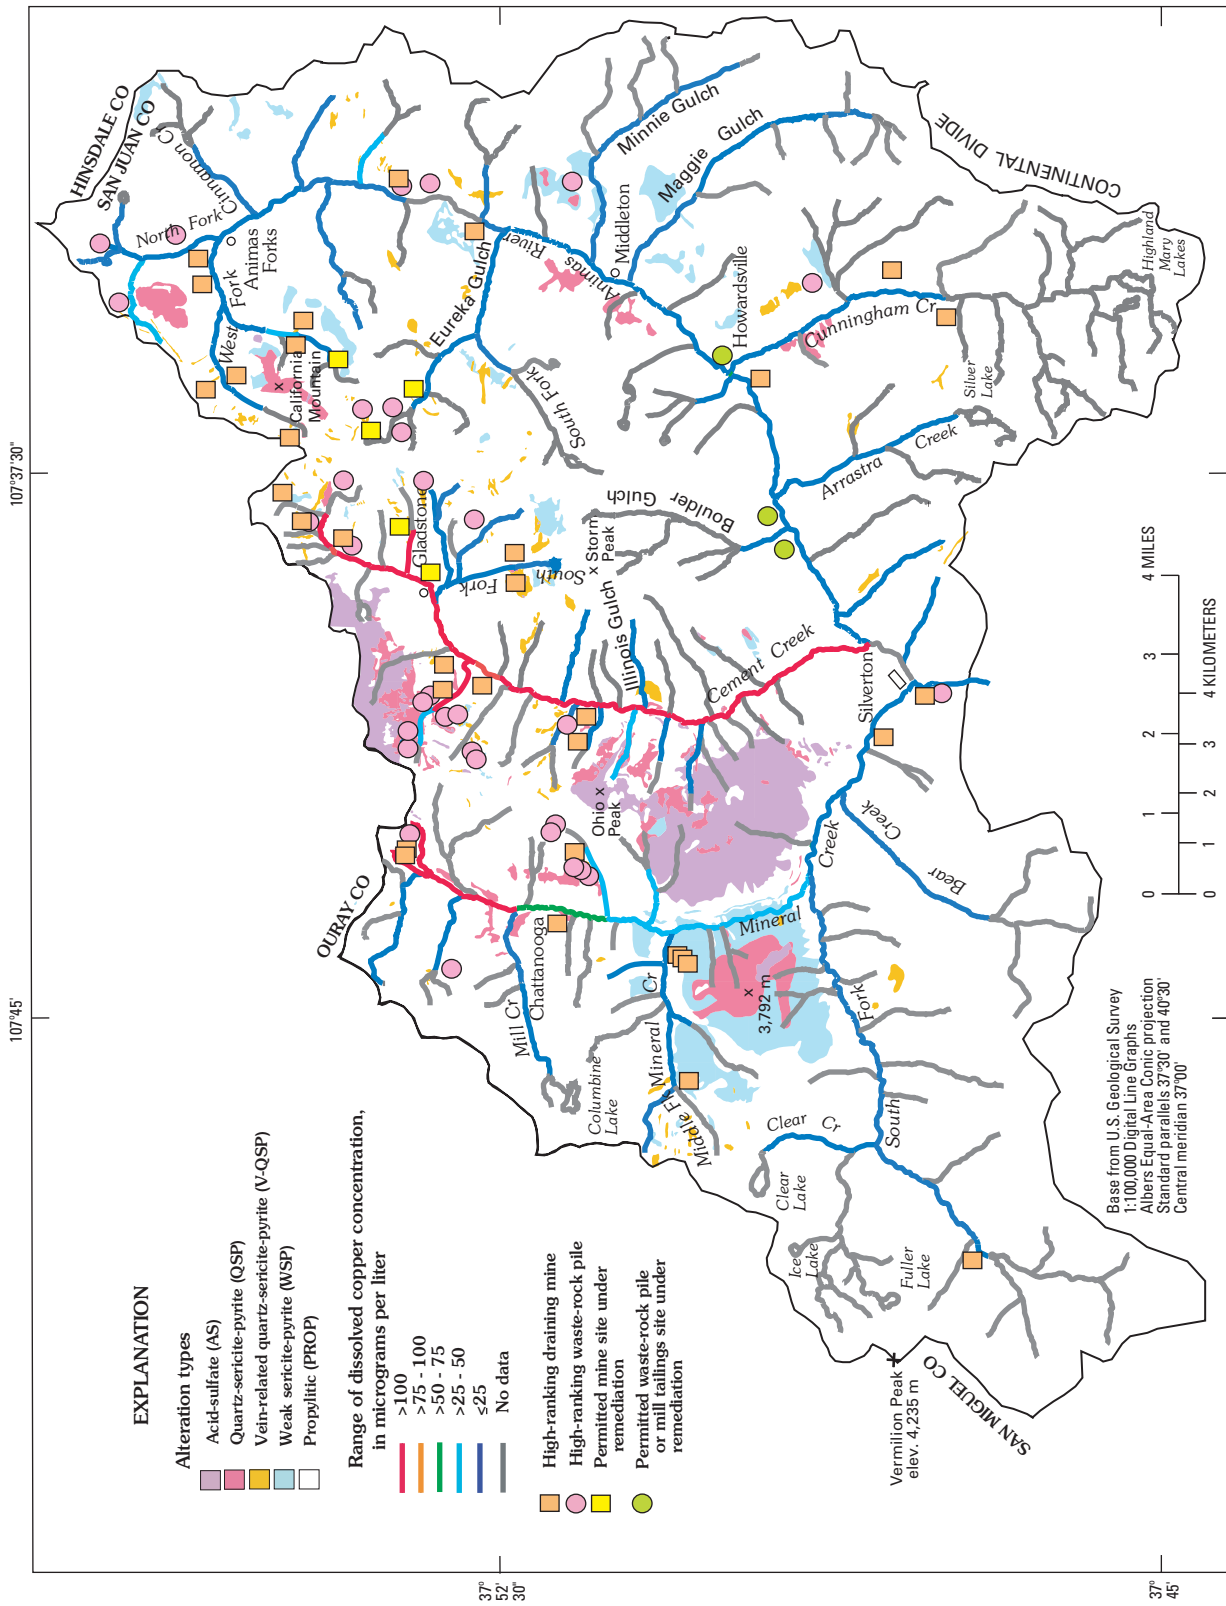 EXPLANATION
Alteration types
Acid-sulfate (AS)
Quartz-sericite-pyrite (QSP)
Vein-related quartz-sericite-pyrite (V-QSP)
Weak sericite-pyrite (WSP)
Propylitic (PROP)
Range of dissolved copper concentration,
in micrograms per liter
>100
>75 - 100
>50 - 75
>25 - 50
≤25
No data
High-ranking draining mine
High-ranking waste-rock pile
Permitted mine site under
remediation
Permitted waste-rock pile
or mill tailings site under
remediation
107°45'
107°37'30"
37°
52'
30"
37°
45'
OURAY CO
HINSDALE CO
SAN JUAN CO
SAN MIGUEL CO
CONTINENTAL DIVIDE
Cinnamon Cr
North Fork
West
Fork
Animas
Forks
California
Mountain
Eureka Gulch
South Fork
Animas
River
Middleton
Minnie Gulch
Maggie Gulch
Howardsville
Cunningham Cr
Highland
Mary
Lakes
Silver
Lake
Arrastra
Creek
Boulder
Gulch
Storm
Peak
x
Gladstone
South
Fork
Illinois Gulch
Cement Creek
Silverton
Ohio
Peak
x
Chattanooga
Mill Cr
Columbine
Lake
Mineral
Creek
Middle Fk
Mineral
Cr
x
3,792 m
Bear
Creek
South
Fork
Clear
Cr
Clear
Lake
Ice
Lake
Fuller
Lake
Vermilion Peak
elev. 4,235 m
x
0 1 2 3 4 MILES
0 1 2 3 4 KILOMETERS
Base from U.S. Geological Survey
1:100,000 Digital Line Graphs
Albers Equal-Area Conic projection
Standard parallels 37°30' and 40°30'
Central meridian 37°00'